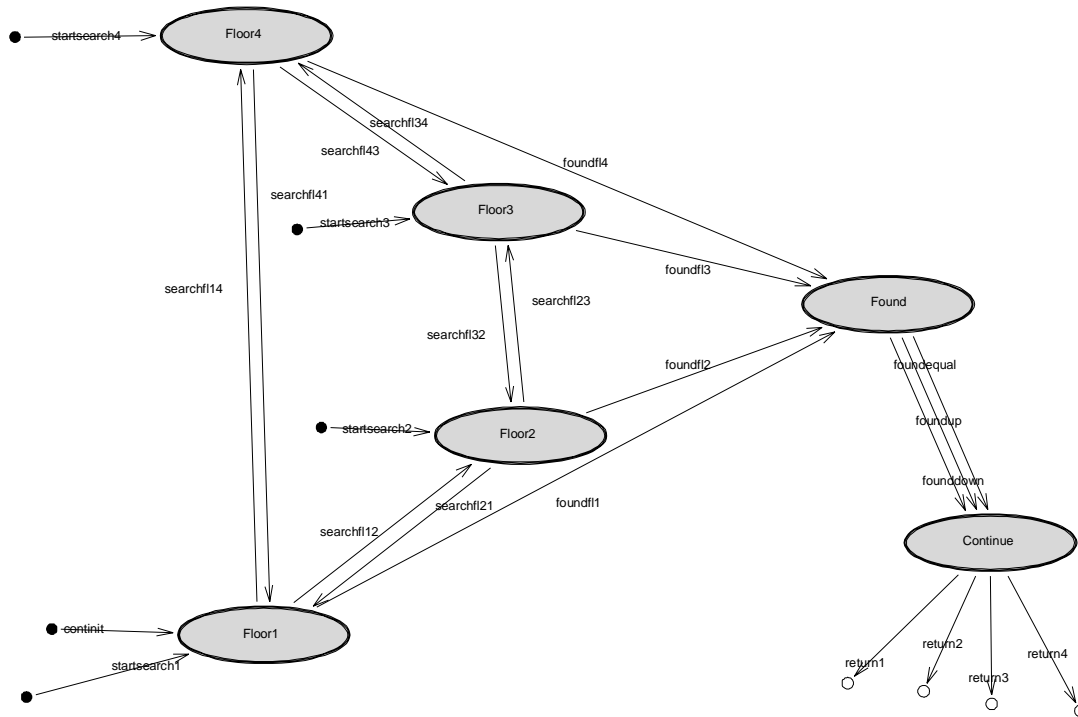 Floor4
startsearch4
searchfl34
searchfl43
foundfl4
searchfl41
Floor3
startsearch3
foundfl3
searchfl14
searchfl23
Found
searchfl32
foundfl2
foundequal
foundup
startsearch2
Floor2
founddown
searchfl21
foundfl1
searchfl12
Continue
continit
Floor1
startsearch1
return1
return2
return3
return4